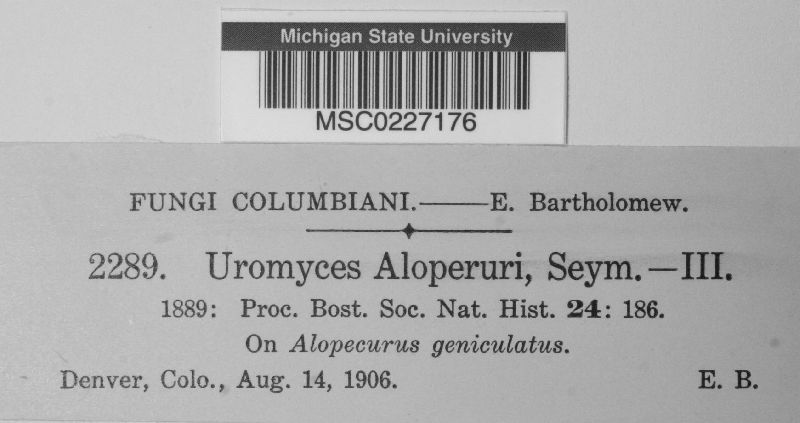 Michigan State University
MSC0227176
FUNGI COLUMBIANI.——E. Bartholomew.
2289. Uromyces Aloperuri, Seym.—III.
1889: Proc. Bost. Soc. Nat. Hist. 24: 186.
On Alopecurus geniculatus.
Denver, Colo., Aug. 14, 1906. E. B.